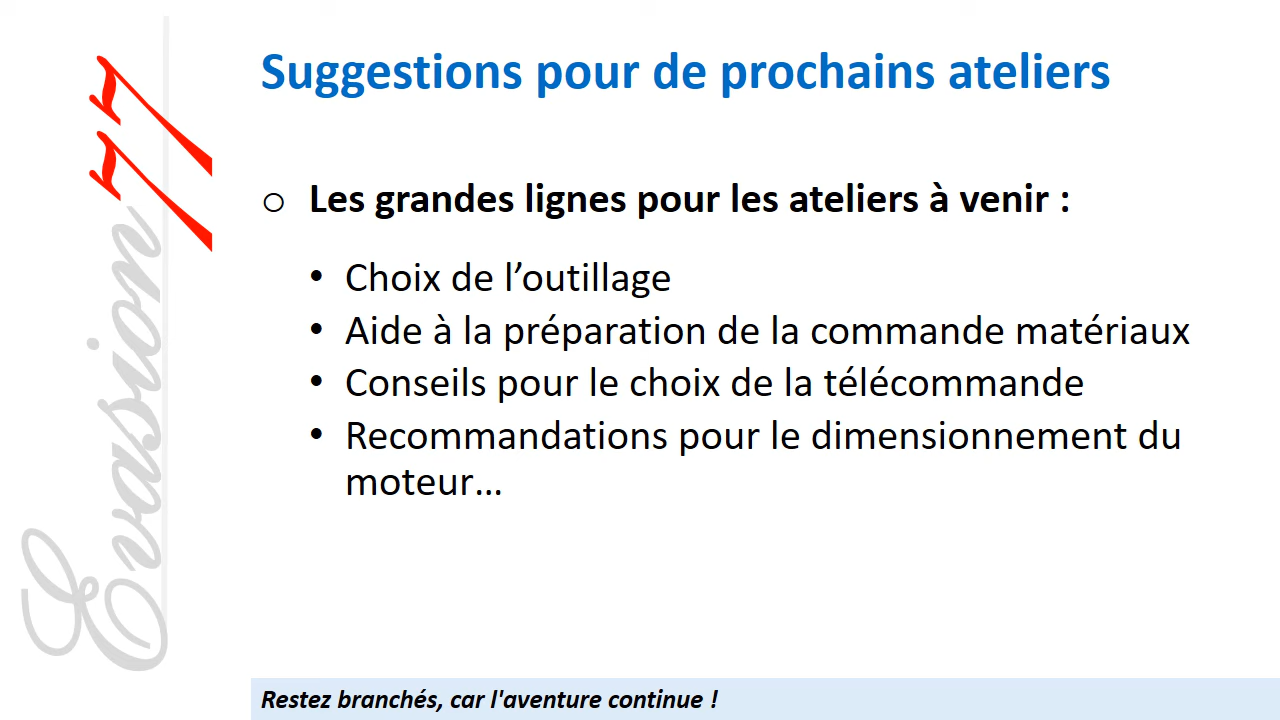 Evasion 77
Suggestions pour de prochains ateliers
o Les grandes lignes pour les ateliers à venir :
• Choix de l’outillage
• Aide à la préparation de la commande matériaux
• Conseils pour le choix de la télécommande
• Recommandations pour le dimensionnement du
moteur…
Restez branchés, car l'aventure continue !